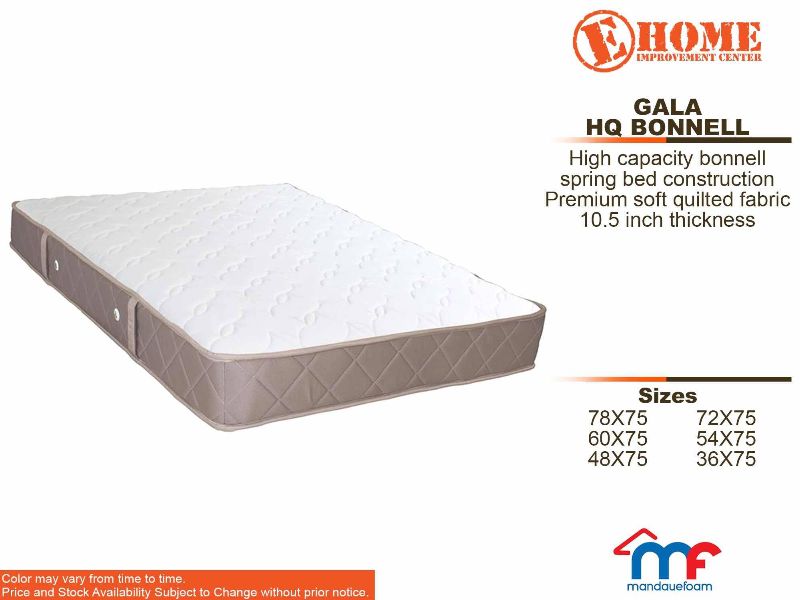 E HOME
IMPROVEMENT CENTER
GALA
HQ BONNELL
High capacity bonnell
spring bed construction
Premium soft quilted fabric
10.5 inch thickness
Sizes
78X75 72X75
60X75 54X75
48X75 36X75
mf
mandauefoam
Color may vary from time to time.
Price and Stock Availability Subject to Change without prior notice.